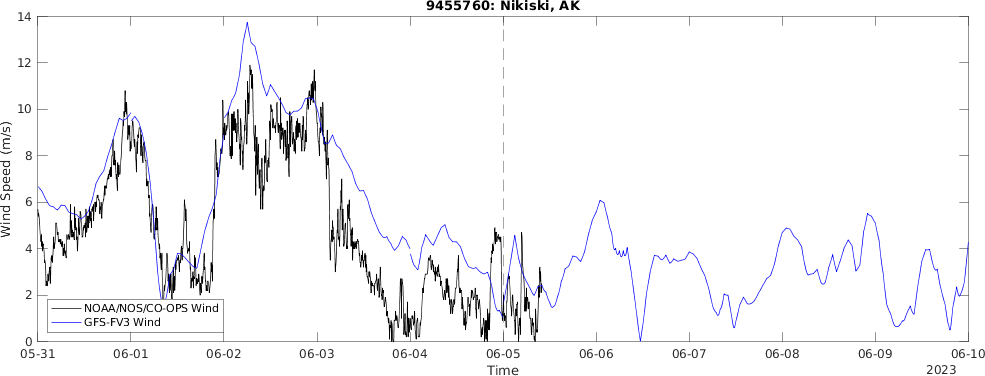 9455760: Nikiski, AK
14
12
10
8
6
4
2
0
Wind Speed (m/s)
NOAA/NOS/CO-OPS Wind
GFS-FV3 Wind
05-31 06-01 06-02 06-03 06-04 06-05 06-06 06-07 06-08 06-09 06-10
Time
2023